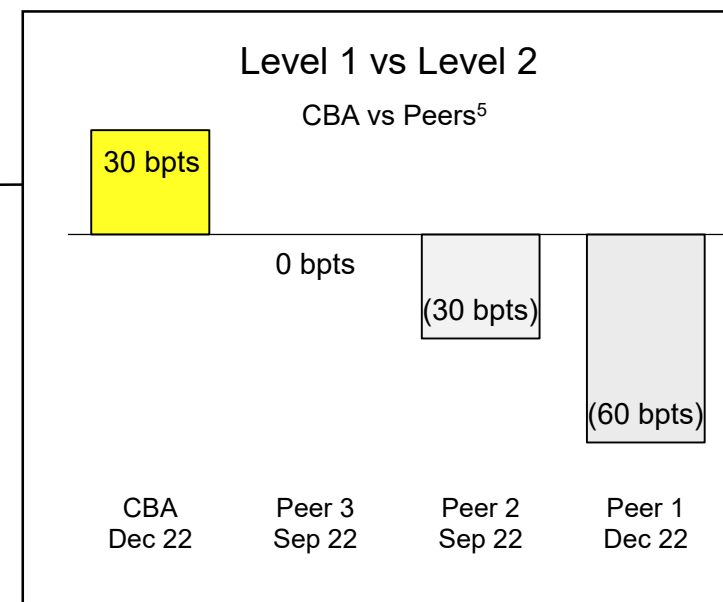 Level 1 vs Level 2
CBA vs Peers⁵
30 bpts
0 bpts
(30 bpts)
(60 bpts)
CBA Peer 3 Peer 2 Peer 1
Dec 22 Sep 22 Sep 22 Dec 22